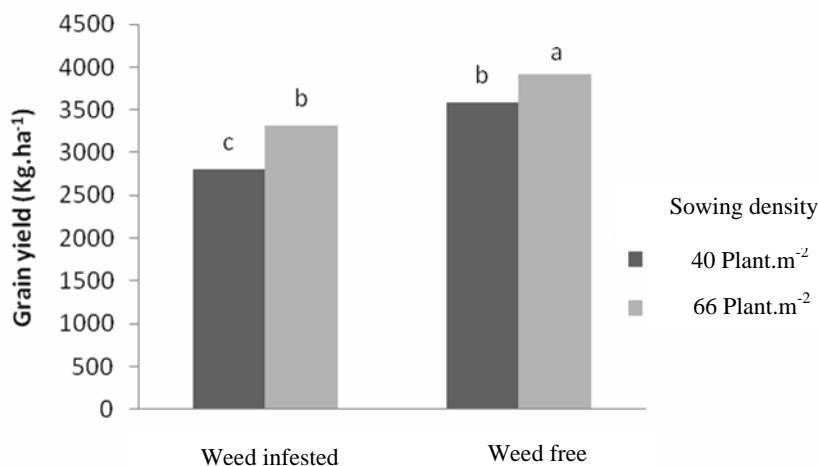 4500
4000
3500
3000
2500
2000
1500
1000
500
0
Grain yield (Kg.ha⁻¹)
c
b
b
a
Weed infested
Weed free
Sowing density
40 Plant.m⁻²
66 Plant.m⁻²